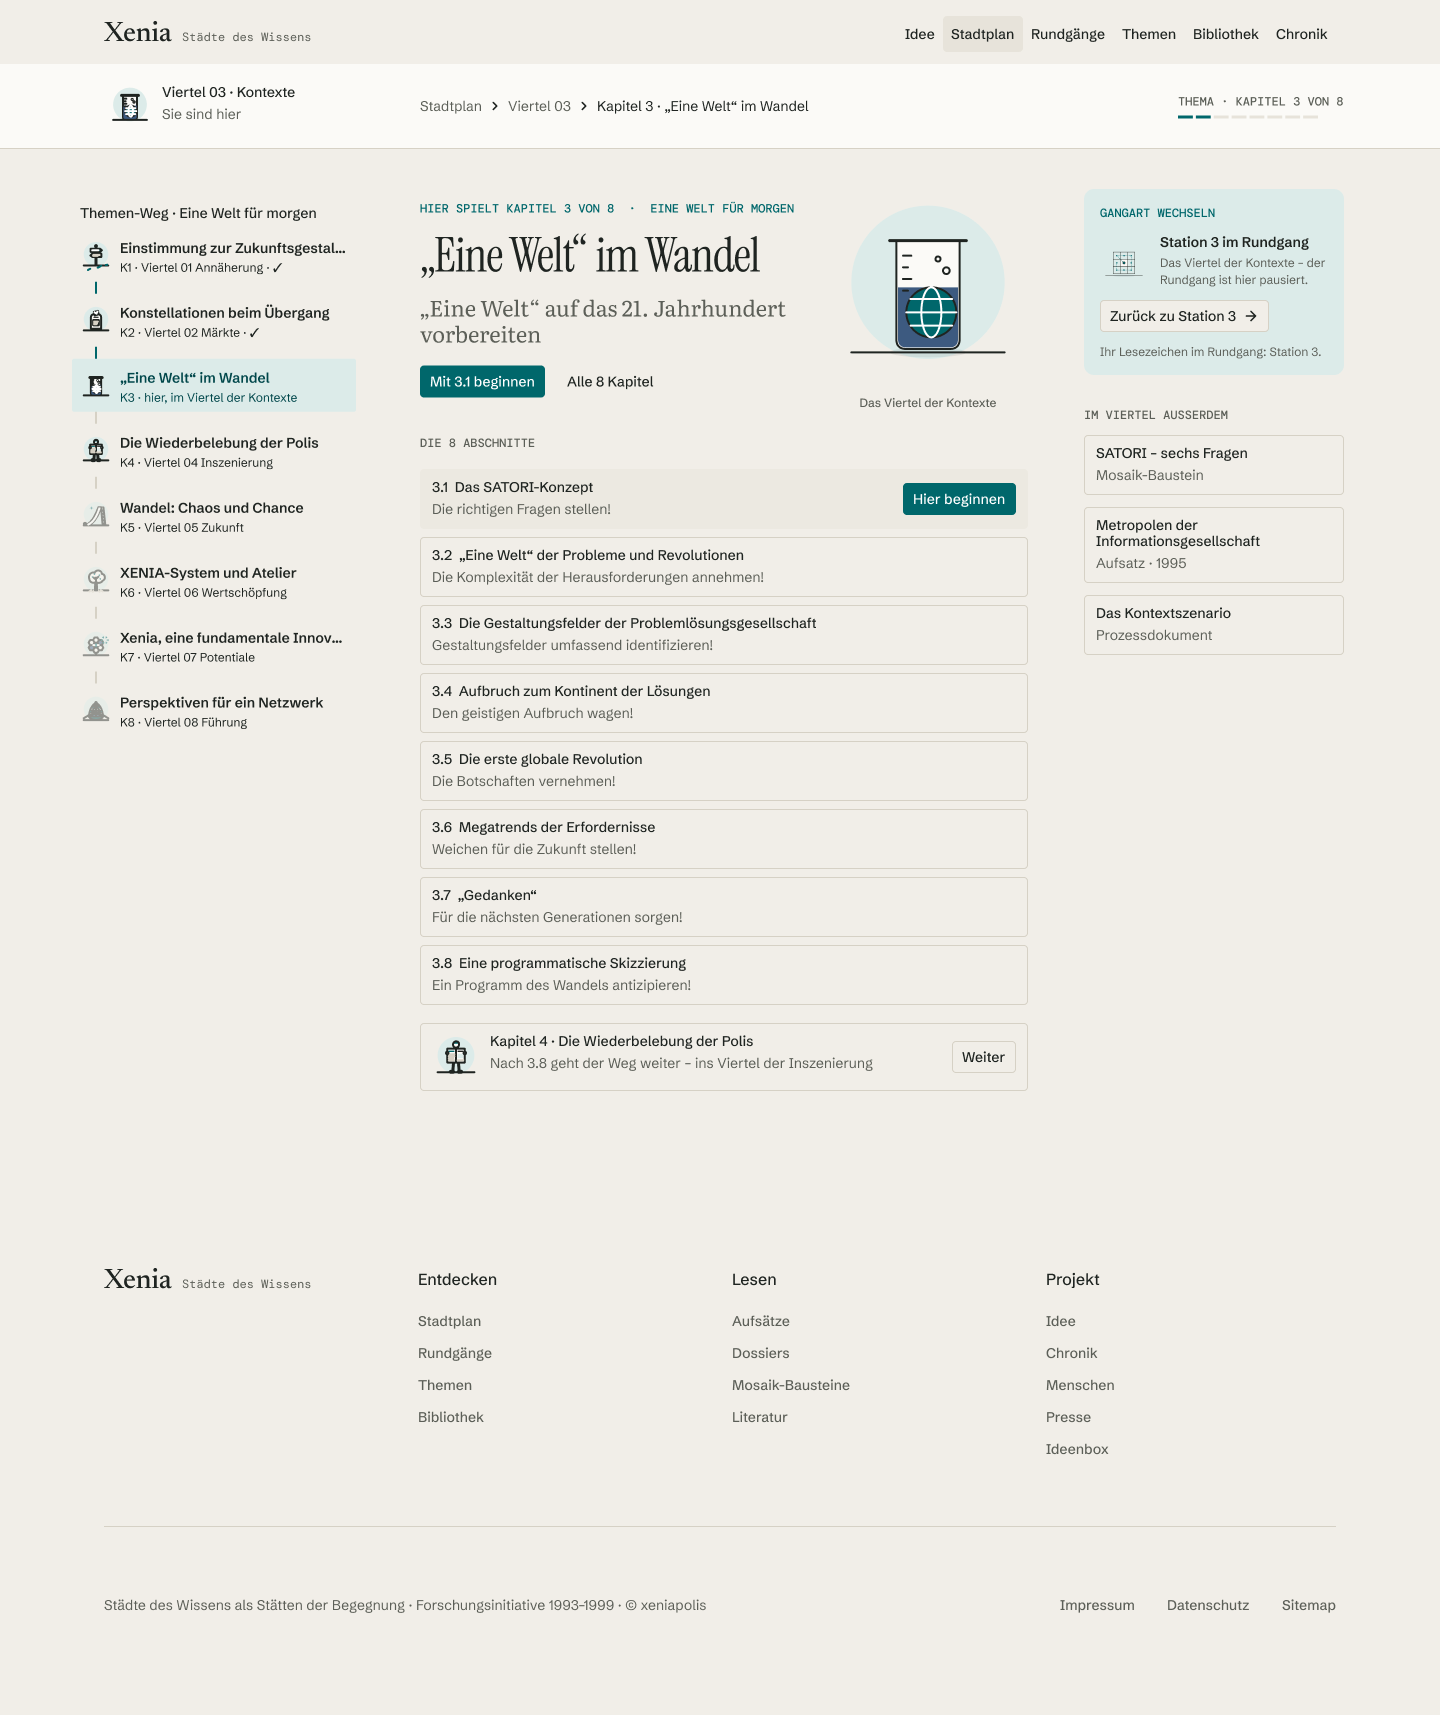 Xenia Städte des Wissens
Idee Stadtplan Rundgänge Themen Bibliothek Chronik
Viertel 03 · Kontexte
Sie sind hier
Stadtplan > Viertel 03 > Kapitel 3 · „Eine Welt“ im Wandel
THEMA · KAPITEL 3 VON 8
Themen-Weg · Eine Welt für morgen
Einstimmung zur Zukunftsgestal...
K1 · Viertel 01 Annäherung · ✓
Konstellationen beim Übergang
K2 · Viertel 02 Märkte · ✓
„Eine Welt“ im Wandel
K3 · hier, im Viertel der Kontexte
Die Wiederbelebung der Polis
K4 · Viertel 04 Inszenierung
Wandel: Chaos und Chance
K5 · Viertel 05 Zukunft
XENIA-System und Atelier
K6 · Viertel 06 Wertschöpfung
Xenia, eine fundamentale Innov...
K7 · Viertel 07 Potentiale
Perspektiven für ein Netzwerk
K8 · Viertel 08 Führung
HIER SPIELT KAPITEL 3 VON 8 · EINE WELT FÜR MORGEN
„Eine Welt“ im Wandel
„Eine Welt“ auf das 21. Jahrhundert
vorbereiten
Mit 3.1 beginnen Alle 8 Kapitel
Das Viertel der Kontexte
DIE 8 ABSCHNITTE
3.1 Das SATORI-Konzept
Die richtigen Fragen stellen!
Hier beginnen
3.2 „Eine Welt“ der Probleme und Revolutionen
Die Komplexität der Herausforderungen annehmen!
3.3 Die Gestaltungsfelder der Problemlösungsgesellschaft
Gestaltungsfelder umfassend identifizieren!
3.4 Aufbruch zum Kontinent der Lösungen
Den geistigen Aufbruch wagen!
3.5 Die erste globale Revolution
Die Botschaften vernehmen!
3.6 Megatrends der Erfordernisse
Weichen für die Zukunft stellen!
3.7 „Gedanken“
Für die nächsten Generationen sorgen!
3.8 Eine programmatische Skizzierung
Ein Programm des Wandels antizipieren!
Kapitel 4 · Die Wiederbelebung der Polis
Nach 3.8 geht der Weg weiter – ins Viertel der Inszenierung
Weiter
GANGART WECHSELN
Station 3 im Rundgang
Das Viertel der Kontexte – der
Rundgang ist hier pausiert.
Zurück zu Station 3 →
Ihr Lesezeichen im Rundgang: Station 3.
IM VIERTEL AUSSERDEM
SATORI – sechs Fragen
Mosaik-Baustein
Metropolen der
Informationsgesellschaft
Aufsatz · 1995
Das Kontextszenario
Prozessdokument
Xenia Städte des Wissens
Entdecken
Stadtplan
Rundgänge
Themen
Bibliothek
Lesen
Aufsätze
Dossiers
Mosaik-Bausteine
Literatur
Projekt
Idee
Chronik
Menschen
Presse
Ideenbox
Städte des Wissens als Stätten der Begegnung · Forschungsinitiative 1993–1999 · © xeniapolis
Impressum Datenschutz Sitemap